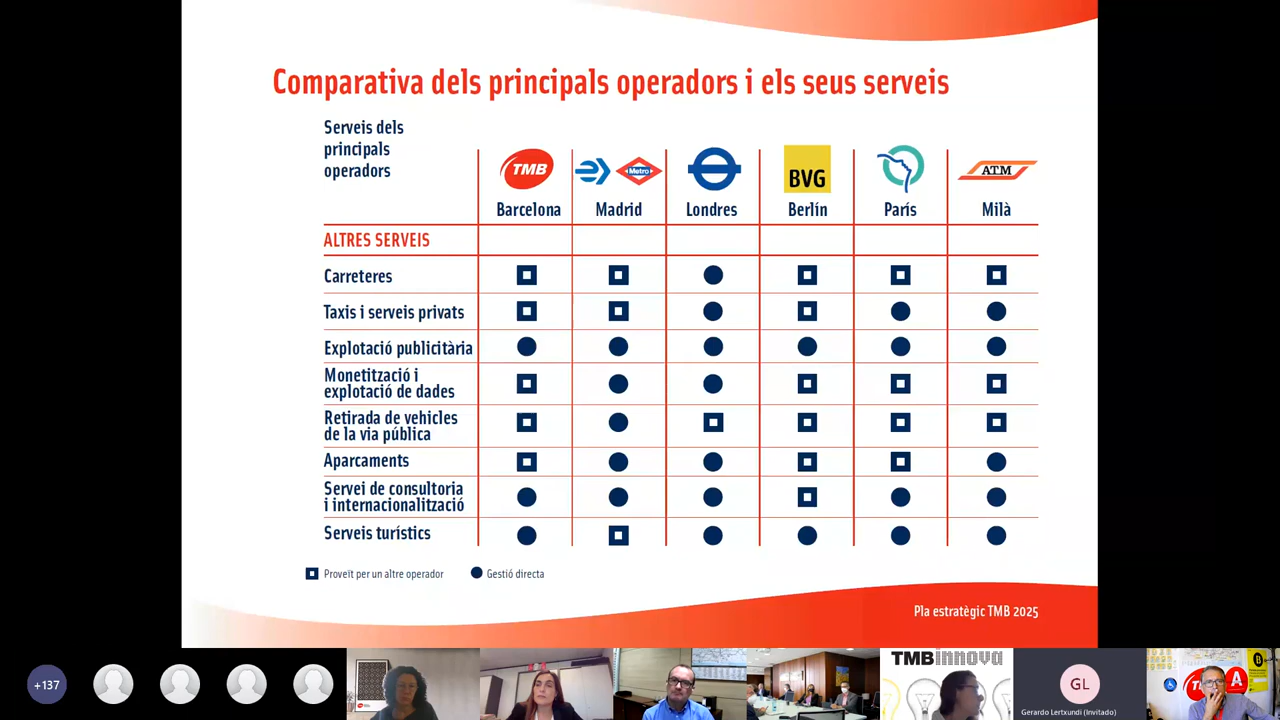 Comparativa dels principals operadors i els seus serveis
Serveis dels
principals
operadors
TMB
Metro
BVG
ATM
Barcelona
Madrid
Londres
Berlín
París
Milà
ALTRES SERVEIS
Carreteres
Taxis i serveis privats
Explotació publicitària
Monetització i
explotació de dades
Retirada de vehicles
de la via pública
Aparcaments
Servei de consultoria
i internacionalització
Serveis turístics
Proveït per un altre operador
Gestió directa
Pla estratègic TMB 2025
+137
TMBinnova
GL
Gerardo Lertxundi (Invitado)
A